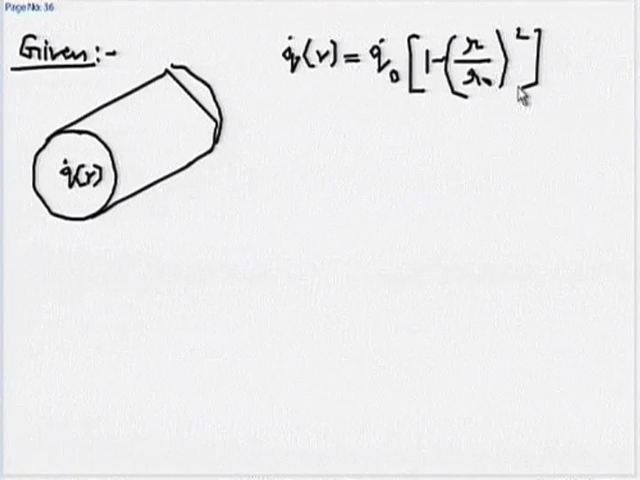 Page No: 36
Given:-
q̇(r) = q̇₀ [1-(r/r₀)²]
q̇(r)